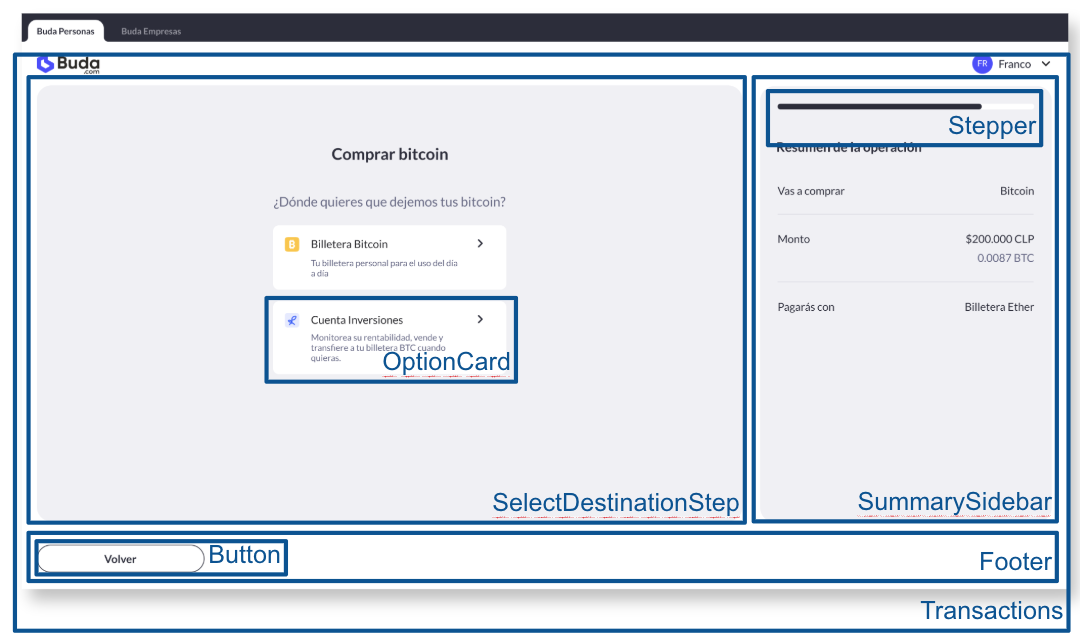 Buda Personas
Buda Empresas
Buda
.com
FR
Franco
Stepper
Resumen de la operación
Comprar bitcoin
¿Dónde quieres que dejemos tus bitcoin?
Billetera Bitcoin
Tu billetera personal para el uso del día
a día
Cuenta Inversiones
Monitorea su rentabilidad, vende y
transfiere a tu billetera BTC cuando
quieras.
OptionCard
SelectDestinationStep
Vas a comprar
Bitcoin
Monto
$200.000 CLP
0.0087 BTC
Pagarás con
Billetera Ether
SummarySidebar
Volver
Button
Footer
Transactions